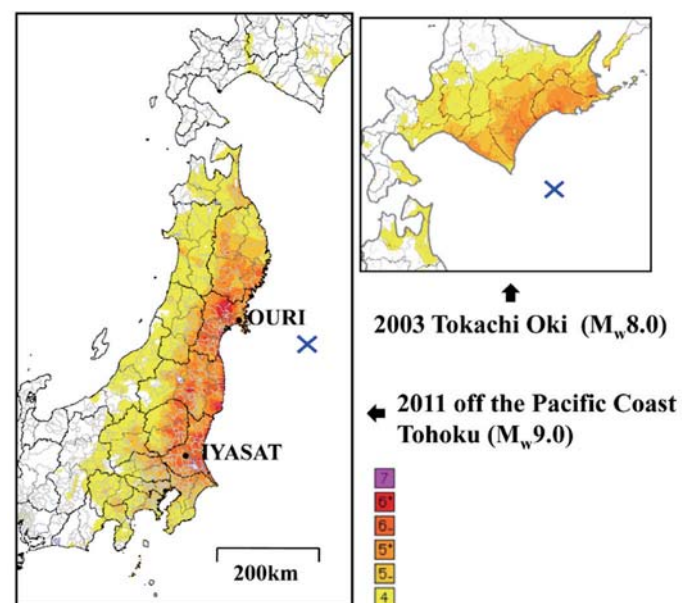 OURI
IYASAT
200km
2003 Tokachi Oki (Mw8.0)
2011 off the Pacific Coast
Tohoku (Mw9.0)
7
6+
6-
5+
5-
4